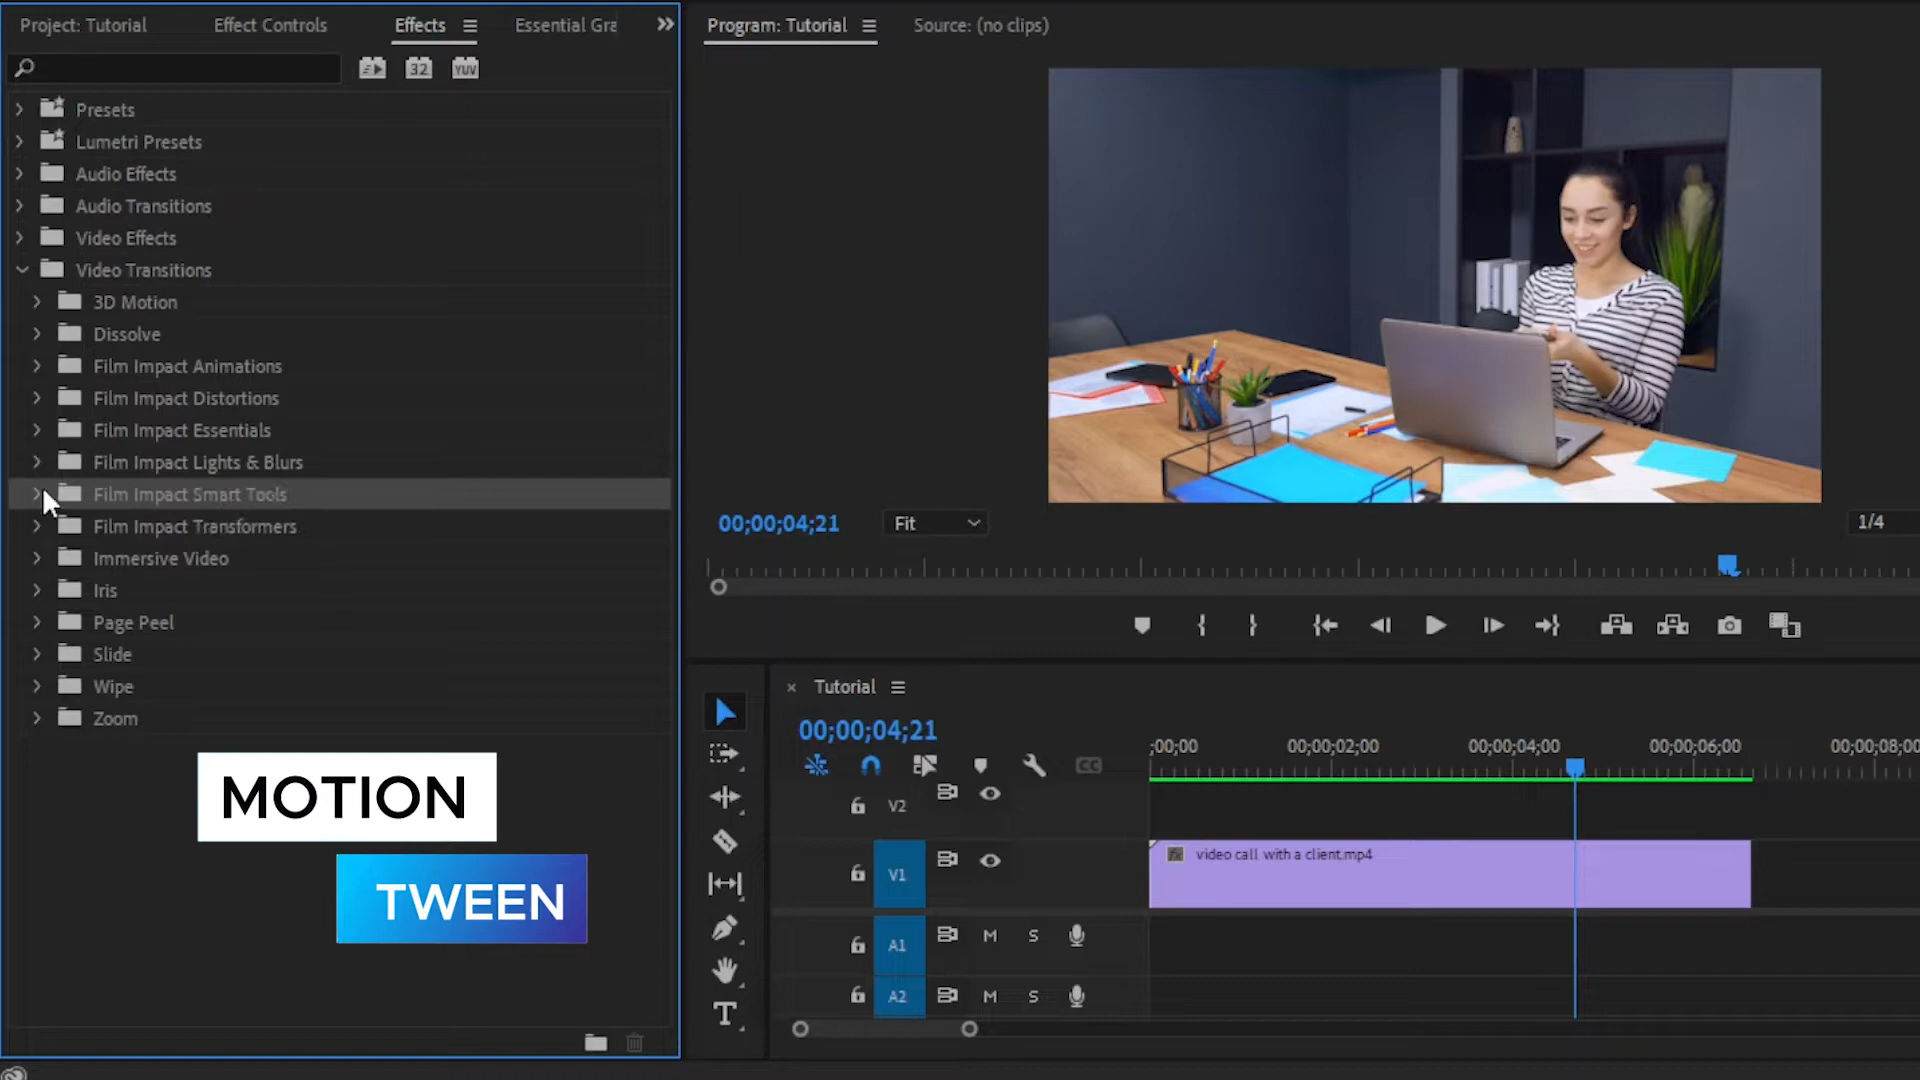 Project: Tutorial
Effect Controls
Effects
Essential Gra
Program: Tutorial
Source: (no clips)
32
YUV
Presets
Lumetri Presets
Audio Effects
Audio Transitions
Video Effects
Video Transitions
3D Motion
Dissolve
Film Impact Animations
Film Impact Distortions
Film Impact Essentials
Film Impact Lights & Blurs
Film Impact Smart Tools
Film Impact Transformers
Immersive Video
Iris
Page Peel
Slide
Wipe
Zoom
MOTION
TWEEN
00;00;04;21
Fit
1/4
Tutorial
00;00;04;21
CC
;00;00
00;00;02;00
00;00;04;00
00;00;06;00
00;00;08;00
V2
V1
fx
video call with a client.mp4
A1
M
S
A2
M
S